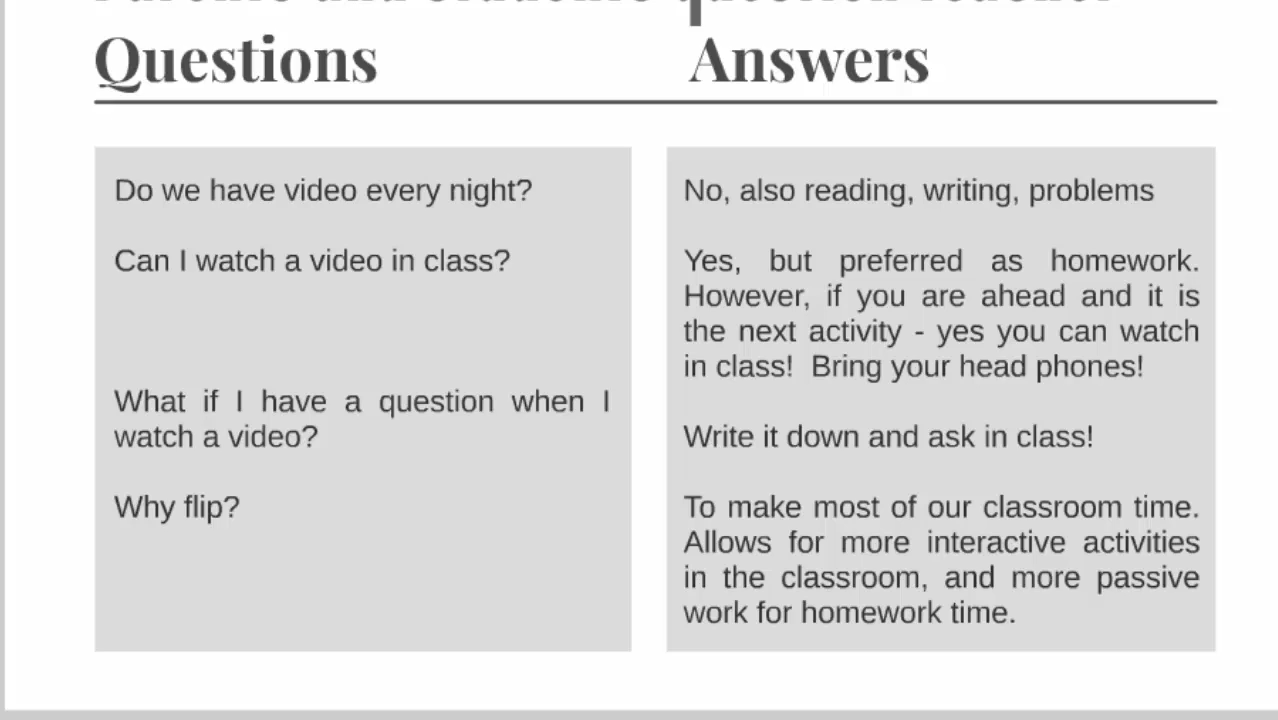 Questions
Answers
Do we have video every night?
Can I watch a video in class?
What if I have a question when I
watch a video?
Why flip?
No, also reading, writing, problems
Yes, but preferred as homework.
However, if you are ahead and it is
the next activity - yes you can watch
in class! Bring your head phones!
Write it down and ask in class!
To make most of our classroom time.
Allows for more interactive activities
in the classroom, and more passive
work for homework time.